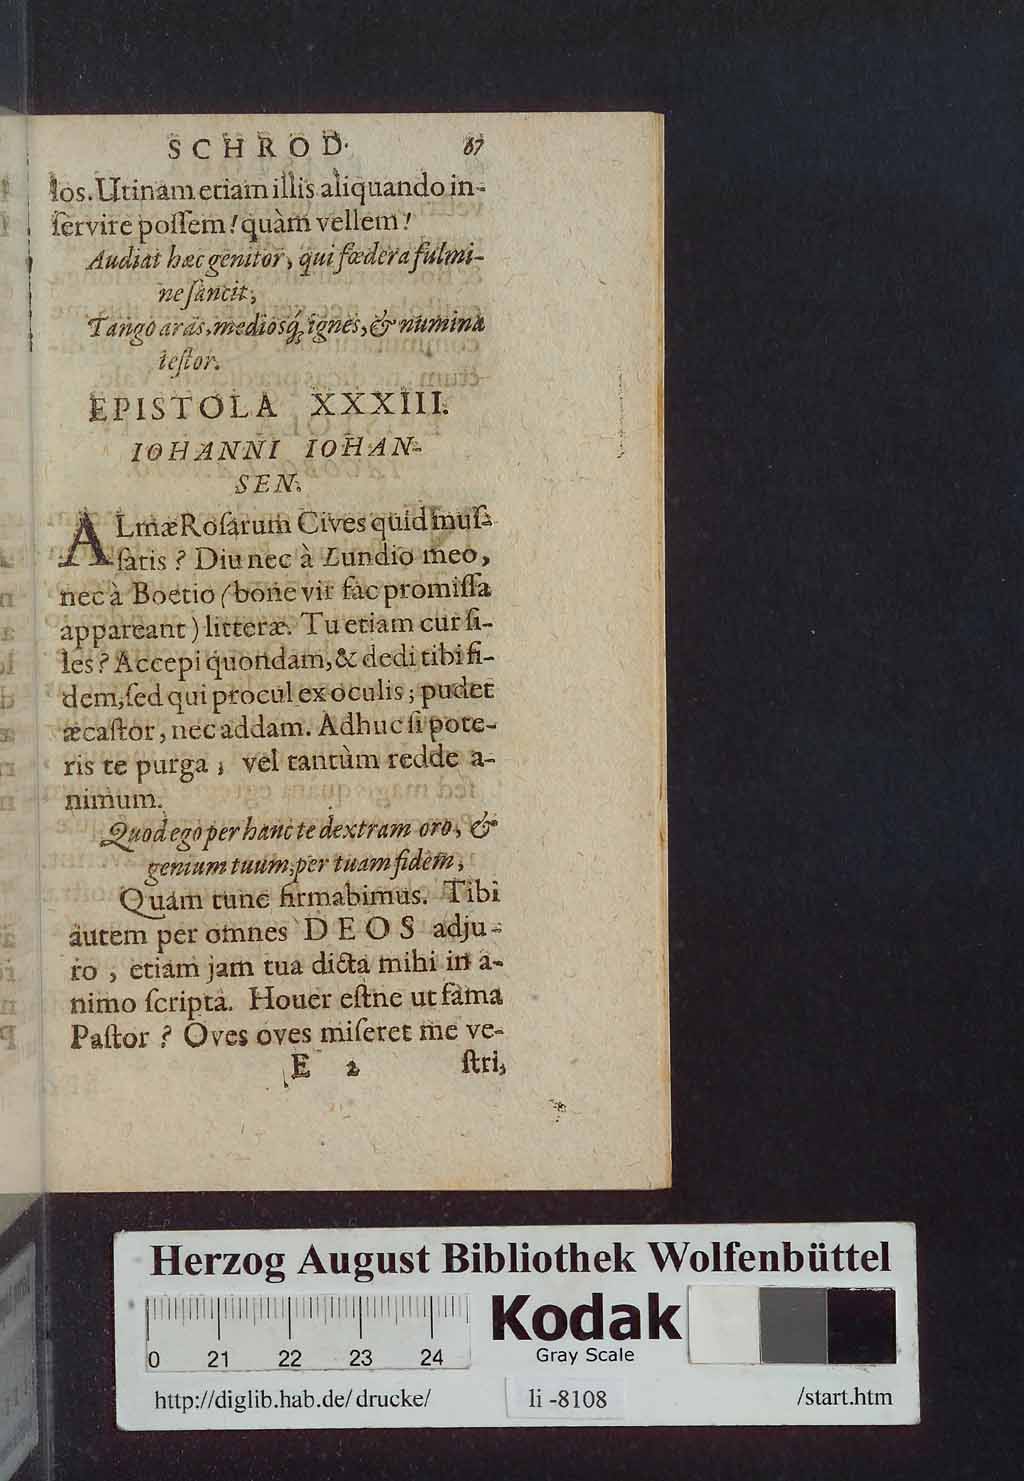 SCHROD. 67
los. Utinam etiam illis aliquando in-
ſervire poſſem! quàm vellem!
Audiat hæc genitor, qui fœdera fulmi-
ne ſancit,
Tango aras, mediosq́; ignes, & numina
teſtor.
EPISTOLA XXXIII.
IOHANNI IOHAN-
SEN.
ALmæ Roſarum Cives quid muſ-
ſatis? Diu nec à Lundio meo,
nec à Boetio (bone vir fac promiſſa
appareant) litteræ. Tu etiam cur ſi-
les? Accepi quondam, & dedi tibi fi-
dem, ſed qui procul ex oculis; pudet
æcaſtor, nec addam. Adhuc ſi pote-
ris te purga, vel tantùm redde a-
nimum.
Quod ego per hanc te dextram oro, &
genium tuum, per tuam fidem,
Quam tunc firmabimus. Tibi
autem per omnes DEOS adju-
ro, etiam jam tua dicta mihi in a-
nimo ſcripta. Houer eſtne ut fama
Paſtor? Oves oves miſeret me ve-
E 2 ſtri,
Herzog August Bibliothek Wolfenbüttel
0 21 22 23 24
Kodak
Gray Scale
http://diglib.hab.de/drucke/ li -8108 /start.htm